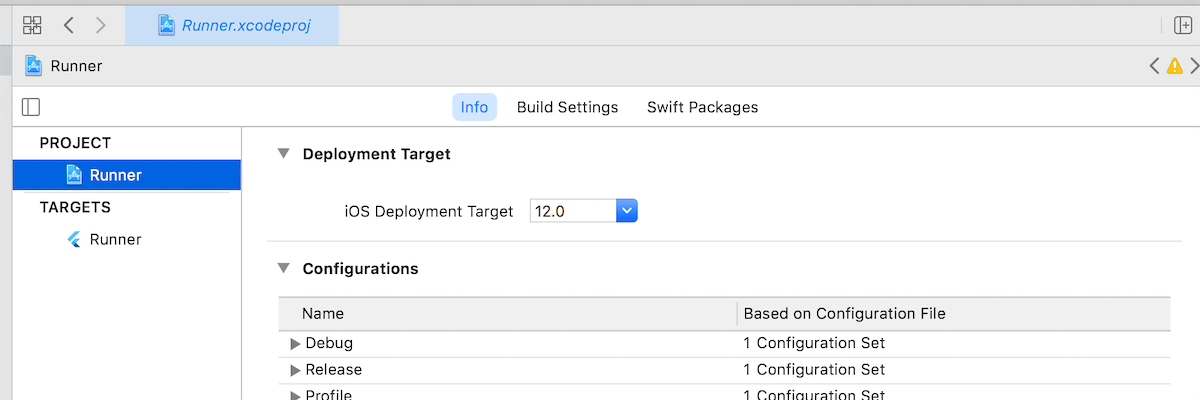 Runner.xcodeproj
Runner
Info Build Settings Swift Packages
PROJECT
Runner
TARGETS
Runner
Deployment Target
iOS Deployment Target 12.0
Configurations
Name Based on Configuration File
Debug 1 Configuration Set
Release 1 Configuration Set
Profile 1 Configuration Set